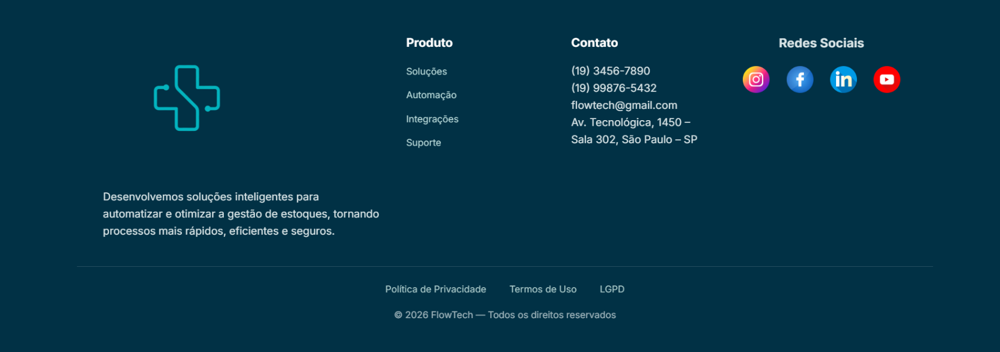 Produto
Soluções
Automação
Integrações
Suporte
Contato
(19) 3456-7890
(19) 99876-5432
flowtech@gmail.com
Av. Tecnológica, 1450 –
Sala 302, São Paulo – SP
Redes Sociais
in
Desenvolvemos soluções inteligentes para
automatizar e otimizar a gestão de estoques, tornando
processos mais rápidos, eficientes e seguros.
Política de Privacidade
Termos de Uso
LGPD
© 2026 FlowTech — Todos os direitos reservados